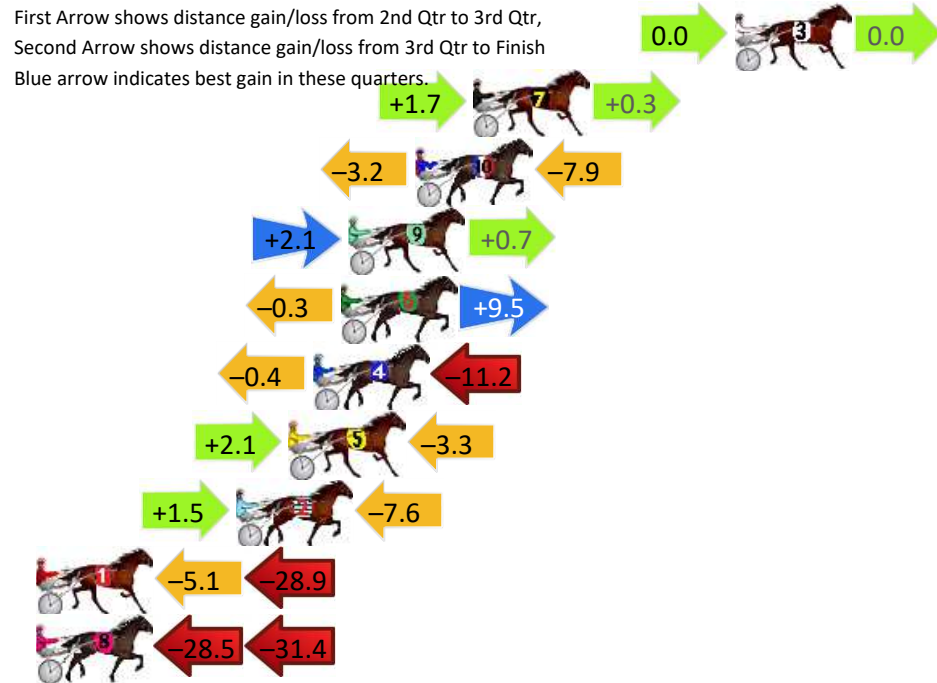 First Arrow shows distance gain/loss from 2nd Qtr to 3rd Qtr,
Second Arrow shows distance gain/loss from 3rd Qtr to Finish
Blue arrow indicates best gain in these quarters.
0.0 3 0.0
+1.7 7 +0.3
–3.2 10 –7.9
+2.1 9 +0.7
–0.3 6 +9.5
–0.4 4 –11.2
+2.1 5 –3.3
+1.5 2 –7.6
1 –5.1 –28.9
8 –28.5 –31.4